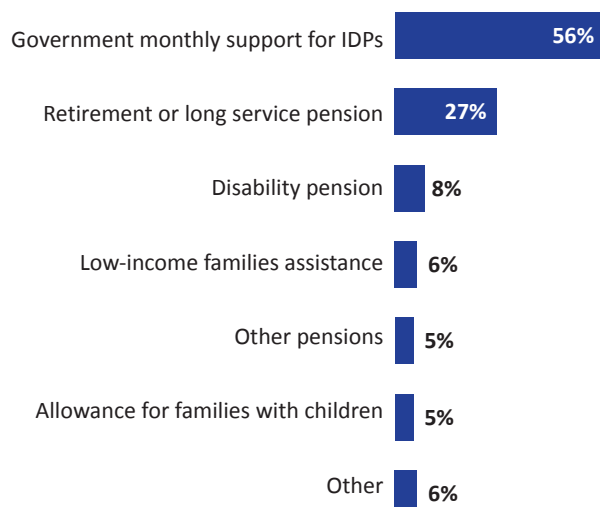 Government monthly support for IDPs 56%
Retirement or long service pension 27%
Disability pension 8%
Low-income families assistance 6%
Other pensions 5%
Allowance for families with children 5%
Other 6%